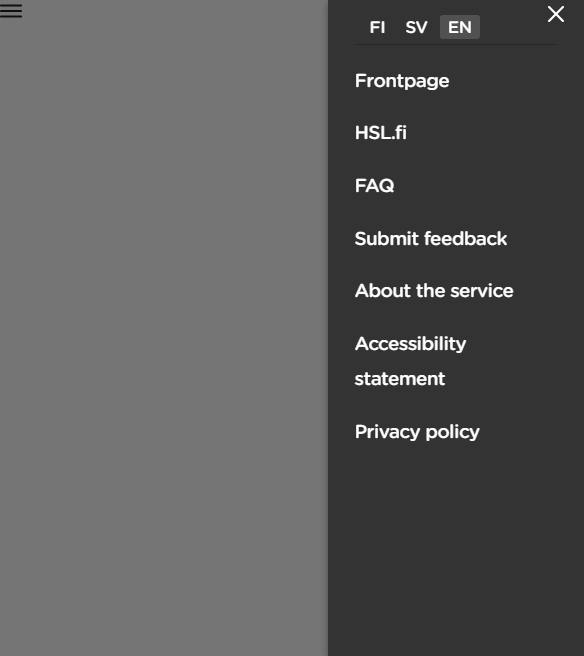 FI SV EN
Frontpage
HSL.fi
FAQ
Submit feedback
About the service
Accessibility
statement
Privacy policy